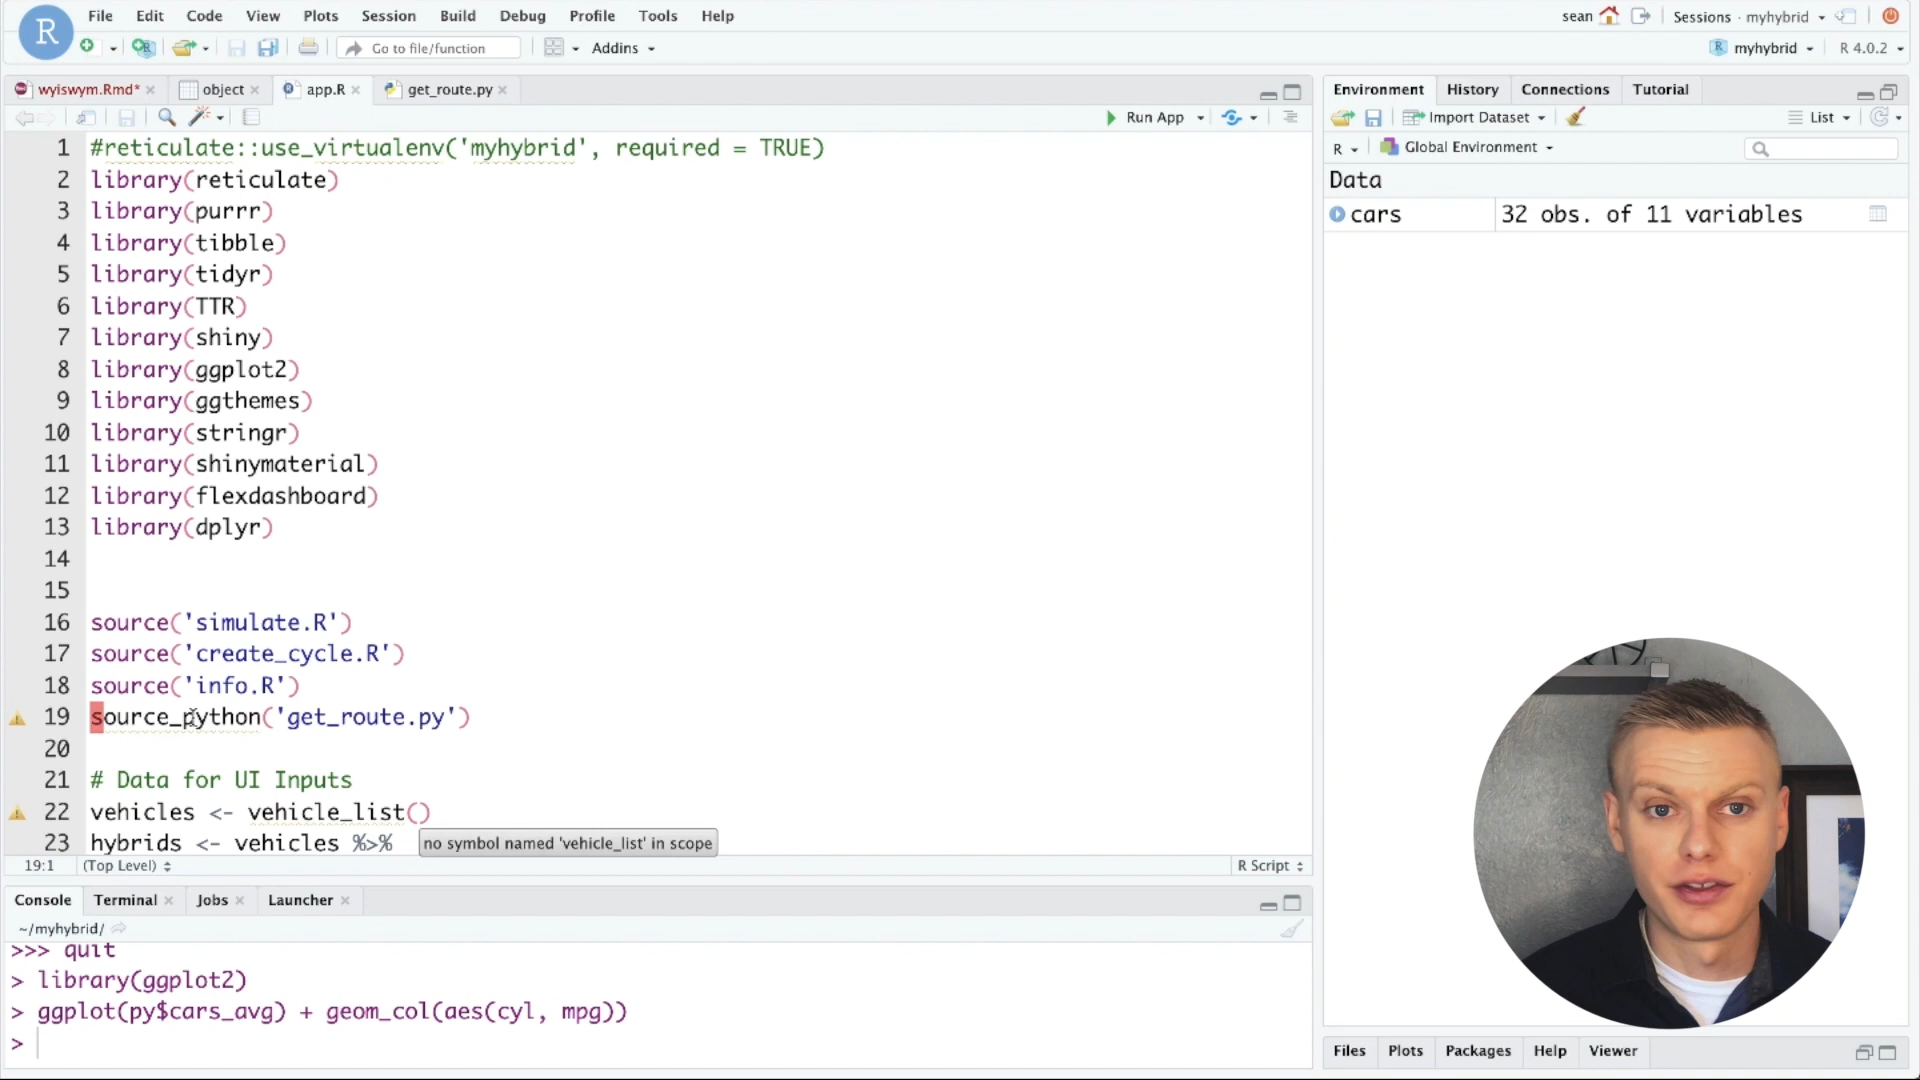 R File Edit Code View Plots Session Build Debug Profile Tools Help sean Sessions myhybrid
Go to file/function Addins myhybrid R 4.0.2
wyiswym.Rmd* object app.R get_route.py
Run App
1 #reticulate::use_virtualenv('myhybrid', required = TRUE)
2 library(reticulate)
3 library(purrr)
4 library(tibble)
5 library(tidyr)
6 library(TTR)
7 library(shiny)
8 library(ggplot2)
9 library(ggthemes)
10 library(stringr)
11 library(shinymaterial)
12 library(flexdashboard)
13 library(dplyr)
14
15
16 source('simulate.R')
17 source('create_cycle.R')
18 source('info.R')
19 source_python('get_route.py')
20
21 # Data for UI Inputs
22 vehicles <- vehicle_list()
23 hybrids <- vehicles %>%
no symbol named 'vehicle_list' in scope
19:1 (Top Level) R Script
Console Terminal Jobs Launcher
~/myhybrid/
>>> quit
> library(ggplot2)
> ggplot(py$cars_avg) + geom_col(aes(cyl, mpg))
>
Environment History Connections Tutorial
Import Dataset List
R Global Environment
Data
cars 32 obs. of 11 variables
Files Plots Packages Help Viewer